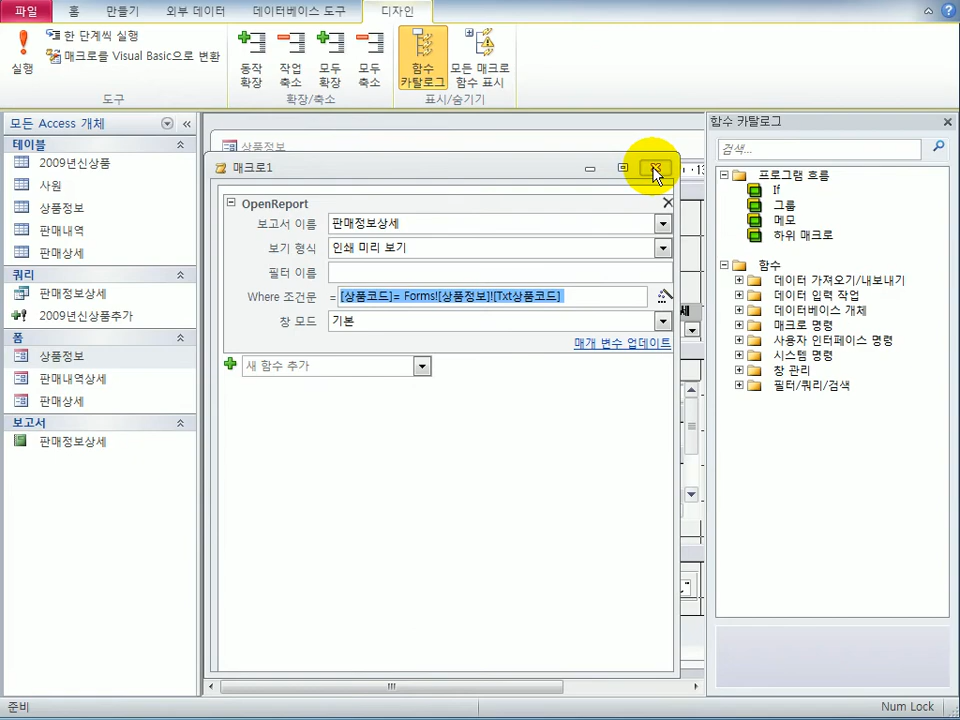 파일 홈 만들기 외부 데이터 데이터베이스 도구 디자인
실행
한 단계씩 실행
매크로를 Visual Basic으로 변환
도구
동작 확장
작업 축소
모두 확장
모두 축소
확장/축소
함수 카탈로그
모든 매크로 함수 표시
표시/숨기기
모든 Access 개체
테이블
2009년신상품
사원
상품정보
판매내역
판매상세
쿼리
판매정보상세
2009년신상품추가
폼
상품정보
판매내역상세
판매상세
보고서
판매정보상세
상품정보
매크로1
OpenReport
보고서 이름 판매정보상세
보기 형식 인쇄 미리 보기
필터 이름
Where 조건문 = [상품코드]= Forms![상품정보]![Txt상품코드]
창 모드 기본
매개 변수 업데이트
새 함수 추가
함수 카탈로그
검색...
프로그램 흐름
If
그룹
메모
하위 매크로
함수
데이터 가져오기/내보내기
데이터 입력 작업
데이터베이스 개체
매크로 명령
사용자 인터페이스 명령
시스템 명령
창 관리
필터/쿼리/검색
준비
Num Lock